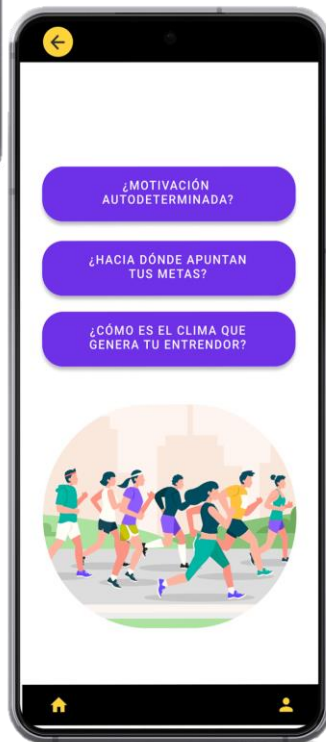 ¿MOTIVACIÓN
AUTODETERMINADA?
¿HACIA DÓNDE APUNTAN
TUS METAS?
¿CÓMO ES EL CLIMA QUE
GENERA TU ENTRENDOR?